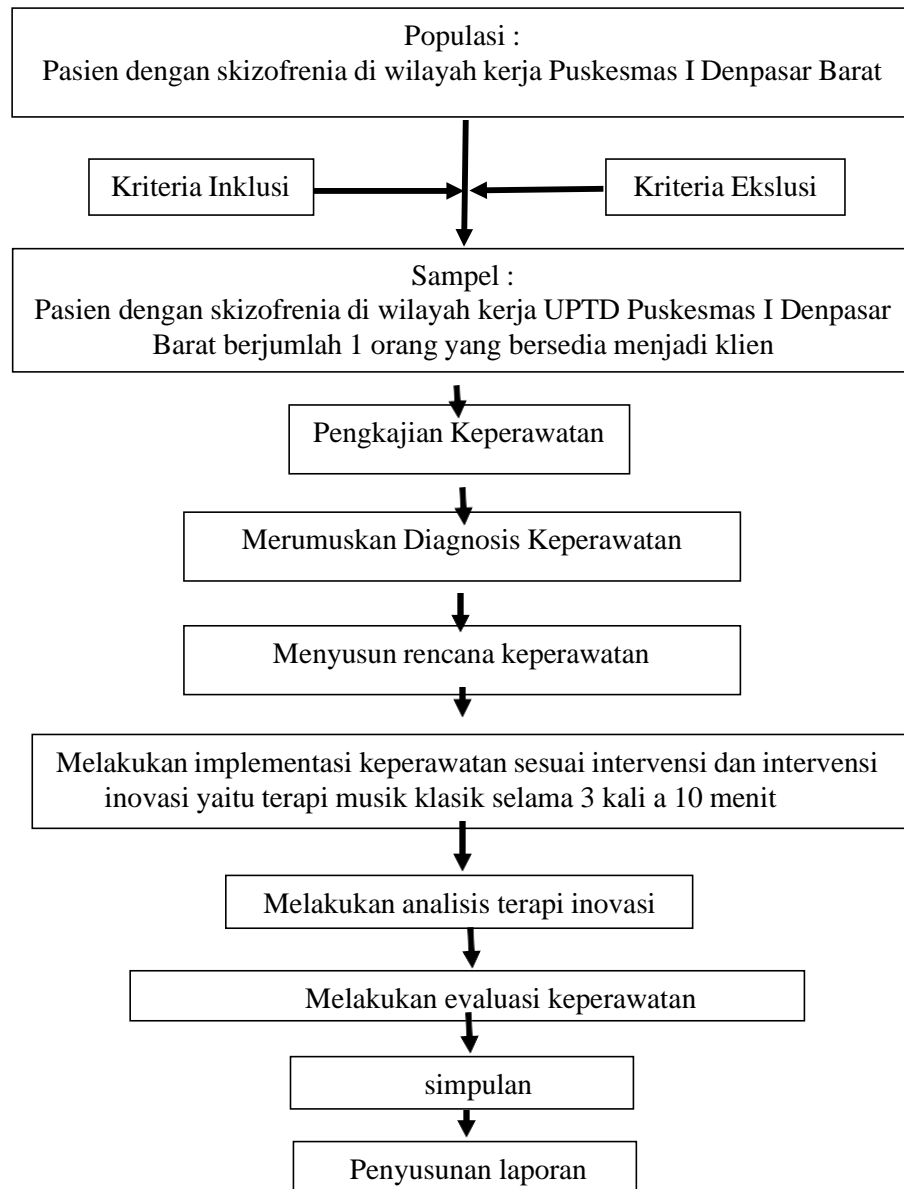 Populasi :
Pasien dengan skizofrenia di wilayah kerja Puskesmas I Denpasar Barat
Kriteria Inklusi
Kriteria Ekslusi
Sampel :
Pasien dengan skizofrenia di wilayah kerja UPTD Puskesmas I Denpasar
Barat berjumlah 1 orang yang bersedia menjadi klien
Pengkajian Keperawatan
Merumuskan Diagnosis Keperawatan
Menyusun rencana keperawatan
Melakukan implementasi keperawatan sesuai intervensi dan intervensi
inovasi yaitu terapi musik klasik selama 3 kali a 10 menit
Melakukan analisis terapi inovasi
Melakukan evaluasi keperawatan
simpulan
Penyusunan laporan